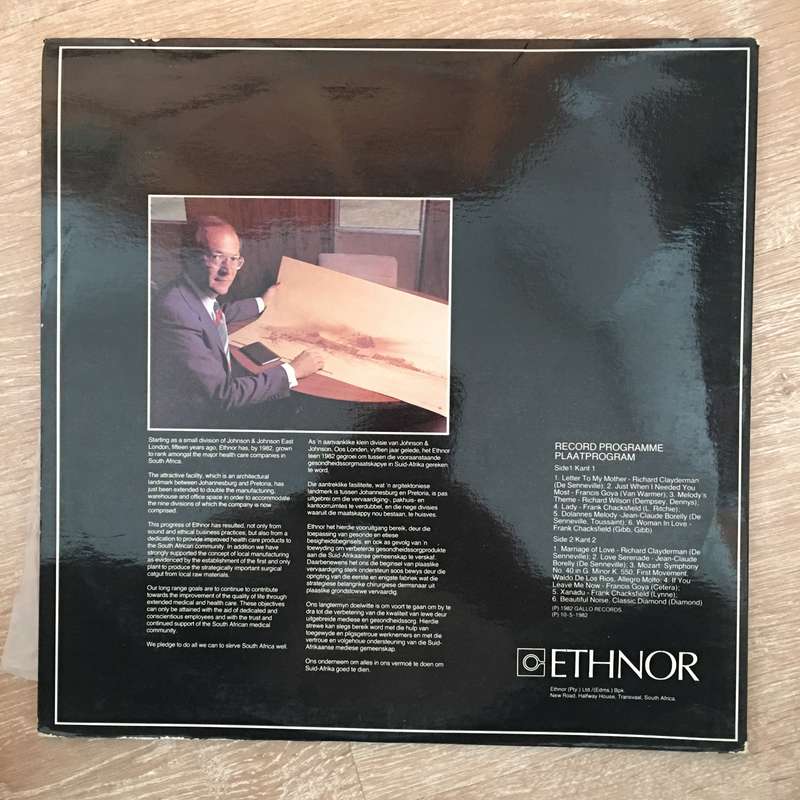 Starting as a small division of Johnson & Johnson East
London, fifteen years ago, Ethnor has, by 1982, grown
to rank amongst the major health care companies in
South Africa.
The attractive facility, which is an architectural
landmark between Johannesburg and Pretoria, has
just been extended to double the manufacturing,
warehouse and office space in order to accommodate
the nine divisions of which the company is now
comprised.
This progress of Ethnor has resulted, not only from
sound and ethical business practices, but also from a
dedication to provide improved health care products to
the South African community. In addition we have
strongly supported the concept of local manufacturing
as evidenced by the establishment of the first and only
plant to produce the strategically important surgical
catgut from local raw materials.
Our long range goals are to continue to contribute
towards the improvement of the quality of life through
extended medical and health care. These objectives
can only be attained with the aid of dedicated and
conscientious employees and with the trust and
continued support of the South African medical
community.
We pledge to do all we can to serve South Africa well.
As 'n aanvanklike klein divisie van Johnson &
Johnson, Oos Londen, vyftien jaar gelede, het Ethnor
teen 1982 gegroei om tussen die vooraanstaande
gesondheidssorgmaatskapye in Suid-Afrika gereken
te word.
Die aantreklike fasiliteite, wat 'n argitektoniese
landmerk is tussen Johannesburg en Pretoria, is pas
uitgebrei om die vervaardiging-, pakhuis- en
kantoorruimtes te verdubbel, en die nege divisies
waaruit die maatskappy nou bestaan, te huisves.
Ethnor het hierdie vooruitgang bereik, deur die
toepassing van gesonde en etiese
besigheidsbeginsels, en ook as gevolg van 'n
toewyding om verbeterde gesondheidsorgprodukte
aan die Suid-Afrikaanse gemeenskap te verskaf.
Daarbenewens het ons die beginsel van plaaslike
vervaardiging sterk ondersteun soos bewys deur die
oprigting van die eerste en enigste fabriek wat die
strategiese belangrike chirurgiese dermsnaar uit
plaaslike grondstowwe vervaardig.
Ons langtermyn doelwitte is om voort te gaan om by te
dra tot die verbetering van die kwaliteit van lewe deur
uitgebreide mediese en gesondheidsorg. Hierdie
strewe kan slegs bereik word met die hulp van
toegewyde en pligsgetroue werknemers en met die
vertroue en volgehoue ondersteuning van die Suid-
Afrikaanse mediese gemeenskap.
Ons onderneem om alles in ons vermoë te doen om
Suid-Afrika goed te dien.
RECORD PROGRAMME
PLAATPROGRAM
Side1 Kant 1
1. Letter To My Mother - Richard Clayderman
(De Senneville); 2. Just When I Needed You
Most - Francis Goya (Van Warmer); 3. Melody's
Theme - Richard Wilson (Dempsey, Dennys);
4. Lady - Frank Chacksfield (L. Ritchie);
5. Dolannes Melody -Jean-Claude Borelly (De
Senneville, Toussaint); 6. Woman In Love -
Frank Chacksfield (Gibb, Gibb)
Side 2 Kant 2
1. Marriage of Love - Richard Clayderman (De
Senneville); 2. Love Serenade - Jean-Claude
Borelly (De Senneville); 3. Mozart: Symphony
No. 40 in G. Minor K. 550. First Movement.
Waldo De Los Rios, Allegro Molto; 4. If You
Leave Me Now - Francis Goya (Cetera);
5. Xanadu - Frank Chacksfield (Lynne);
6. Beautiful Noise, Classic Diamond (Diamond)
(P) 1982 GALLO RECORDS
(P) 10-5-1982
ETHNOR
Ethnor (Pty.) Ltd./(Edms.) Bpk.
New Road, Halfway House, Transvaal, South Africa.